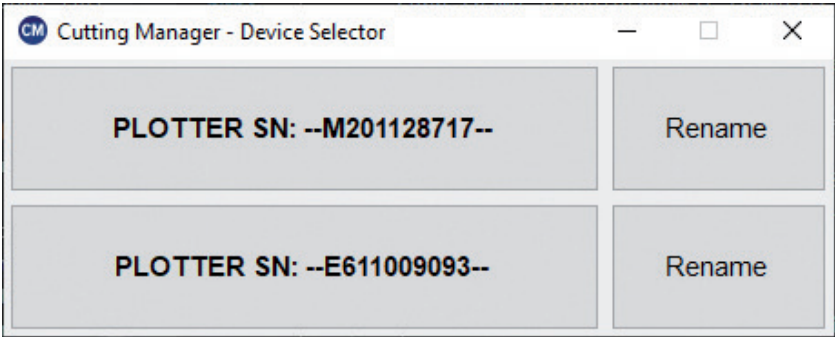 CM Cutting Manager - Device Selector
PLOTTER SN: --M201128717-- Rename
PLOTTER SN: --E611009093-- Rename